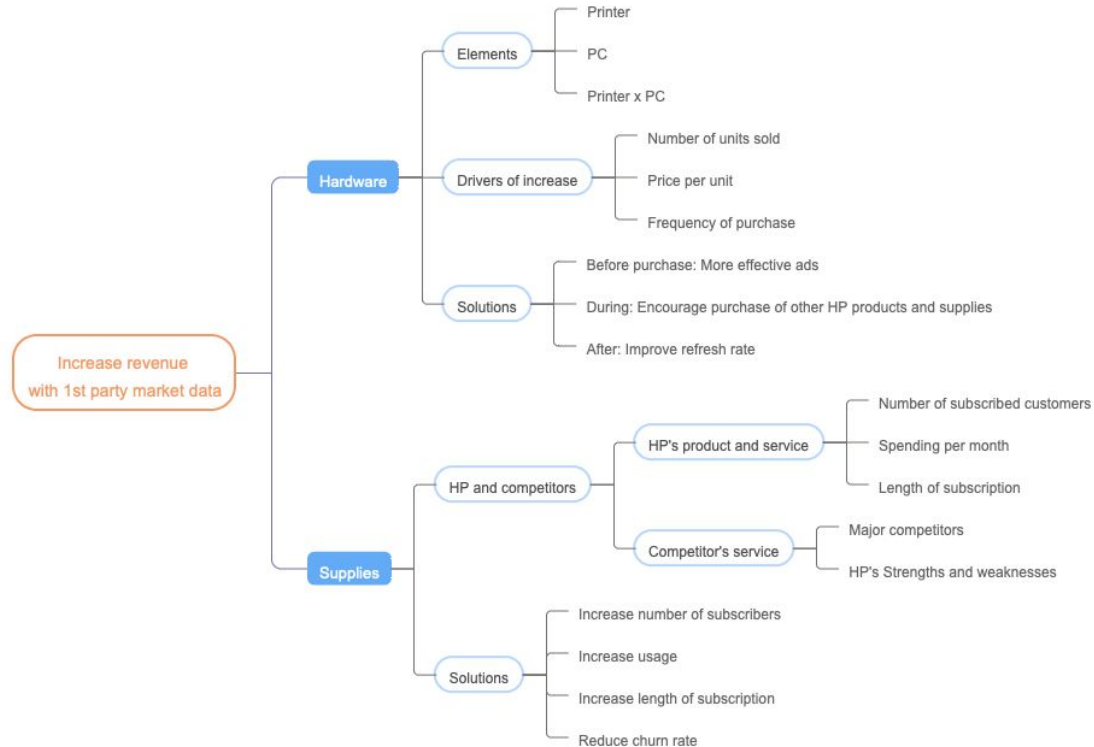 Increase revenue
with 1st party market data
Hardware
Elements
Printer
PC
Printer x PC
Drivers of increase
Number of units sold
Price per unit
Frequency of purchase
Solutions
Before purchase: More effective ads
During: Encourage purchase of other HP products and supplies
After: Improve refresh rate
Supplies
HP and competitors
HP's product and service
Number of subscribed customers
Spending per month
Length of subscription
Competitor's service
Major competitors
HP's Strengths and weaknesses
Solutions
Increase number of subscribers
Increase usage
Increase length of subscription
Reduce churn rate